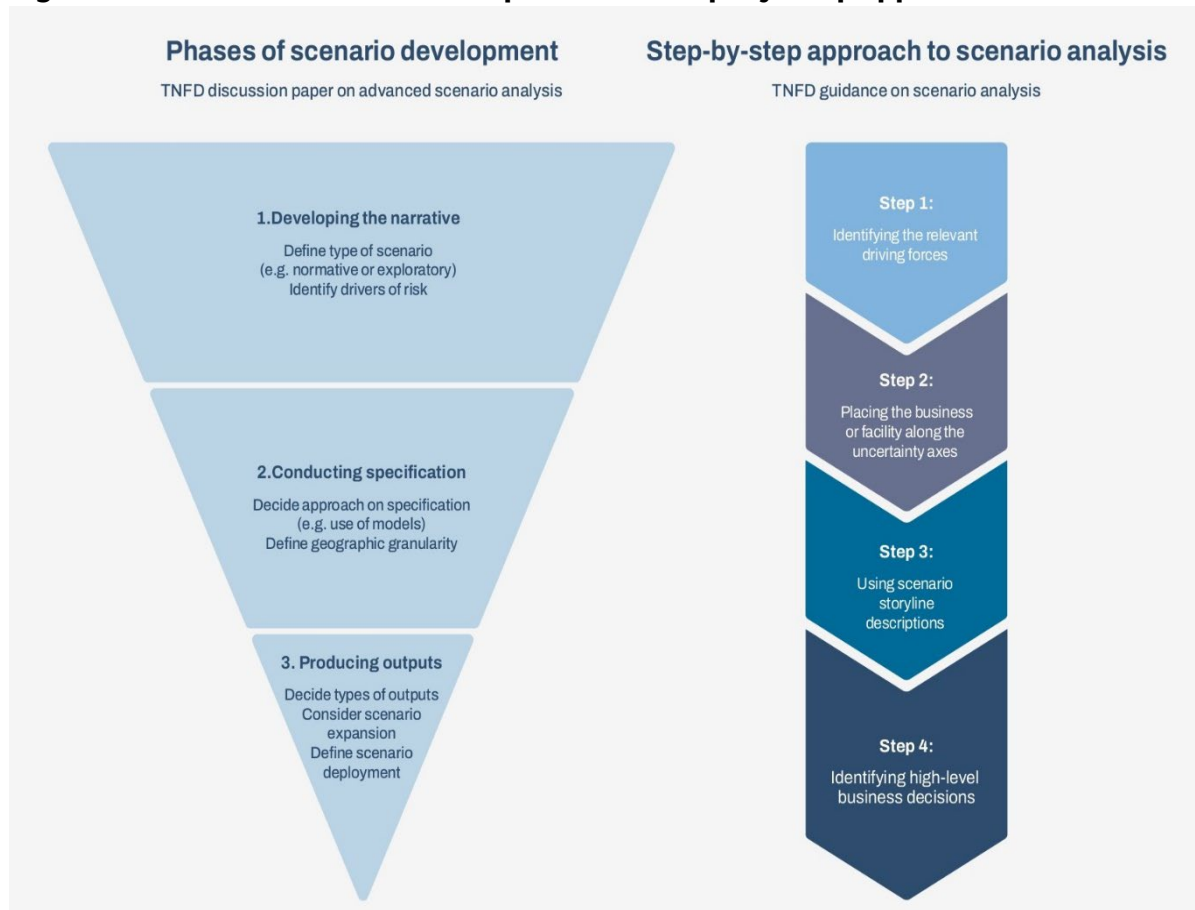 Phases of scenario development
TNFD discussion paper on advanced scenario analysis
1.Developing the narrative
Define type of scenario
(e.g. normative or exploratory)
Identify drivers of risk
2.Conducting specification
Decide approach on specification
(e.g. use of models)
Define geographic granularity
3. Producing outputs
Decide types of outputs
Consider scenario
expansion
Define scenario
deployment
Step-by-step approach to scenario analysis
TNFD guidance on scenario analysis
Step 1:
Identifying the relevant
driving forces
Step 2:
Placing the business
or facility along the
uncertainty axes
Step 3:
Using scenario
storyline
descriptions
Step 4:
Identifying high-level
business decisions